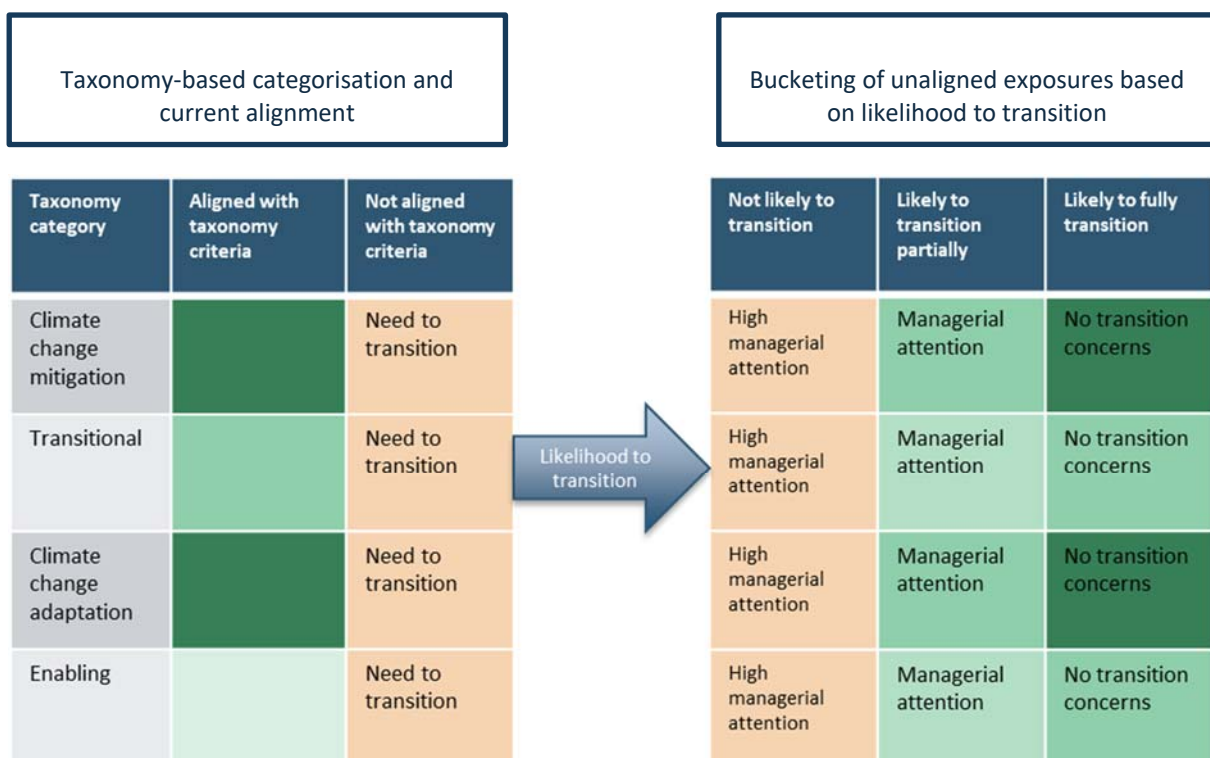 Taxonomy-based categorisation and
current alignment
Bucketing of unaligned exposures based
on likelihood to transition
Taxonomy
category
Aligned with
taxonomy
criteria
Not aligned
with taxonomy
criteria
Climate
change
mitigation
Need to
transition
Transitional
Need to
transition
Climate
change
adaptation
Need to
transition
Enabling
Need to
transition
Likelihood to
transition
Not likely to
transition
Likely to
transition
partially
Likely to fully
transition
High
managerial
attention
Managerial
attention
No transition
concerns
High
managerial
attention
Managerial
attention
No transition
concerns
High
managerial
attention
Managerial
attention
No transition
concerns
High
managerial
attention
Managerial
attention
No transition
concerns